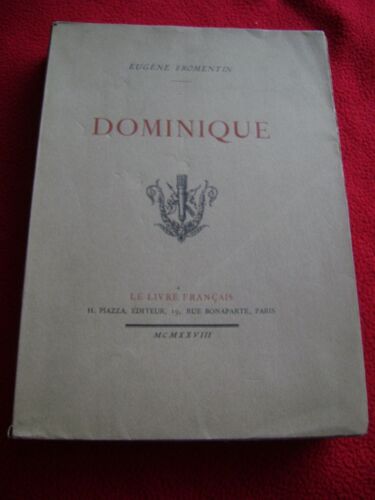 EUGÈNE FROMENTIN
DOMINIQUE
LE LIVRE FRANÇAIS
H. PIAZZA, ÉDITEUR, 19, RUE BONAPARTE, PARIS
MCMXXVIII